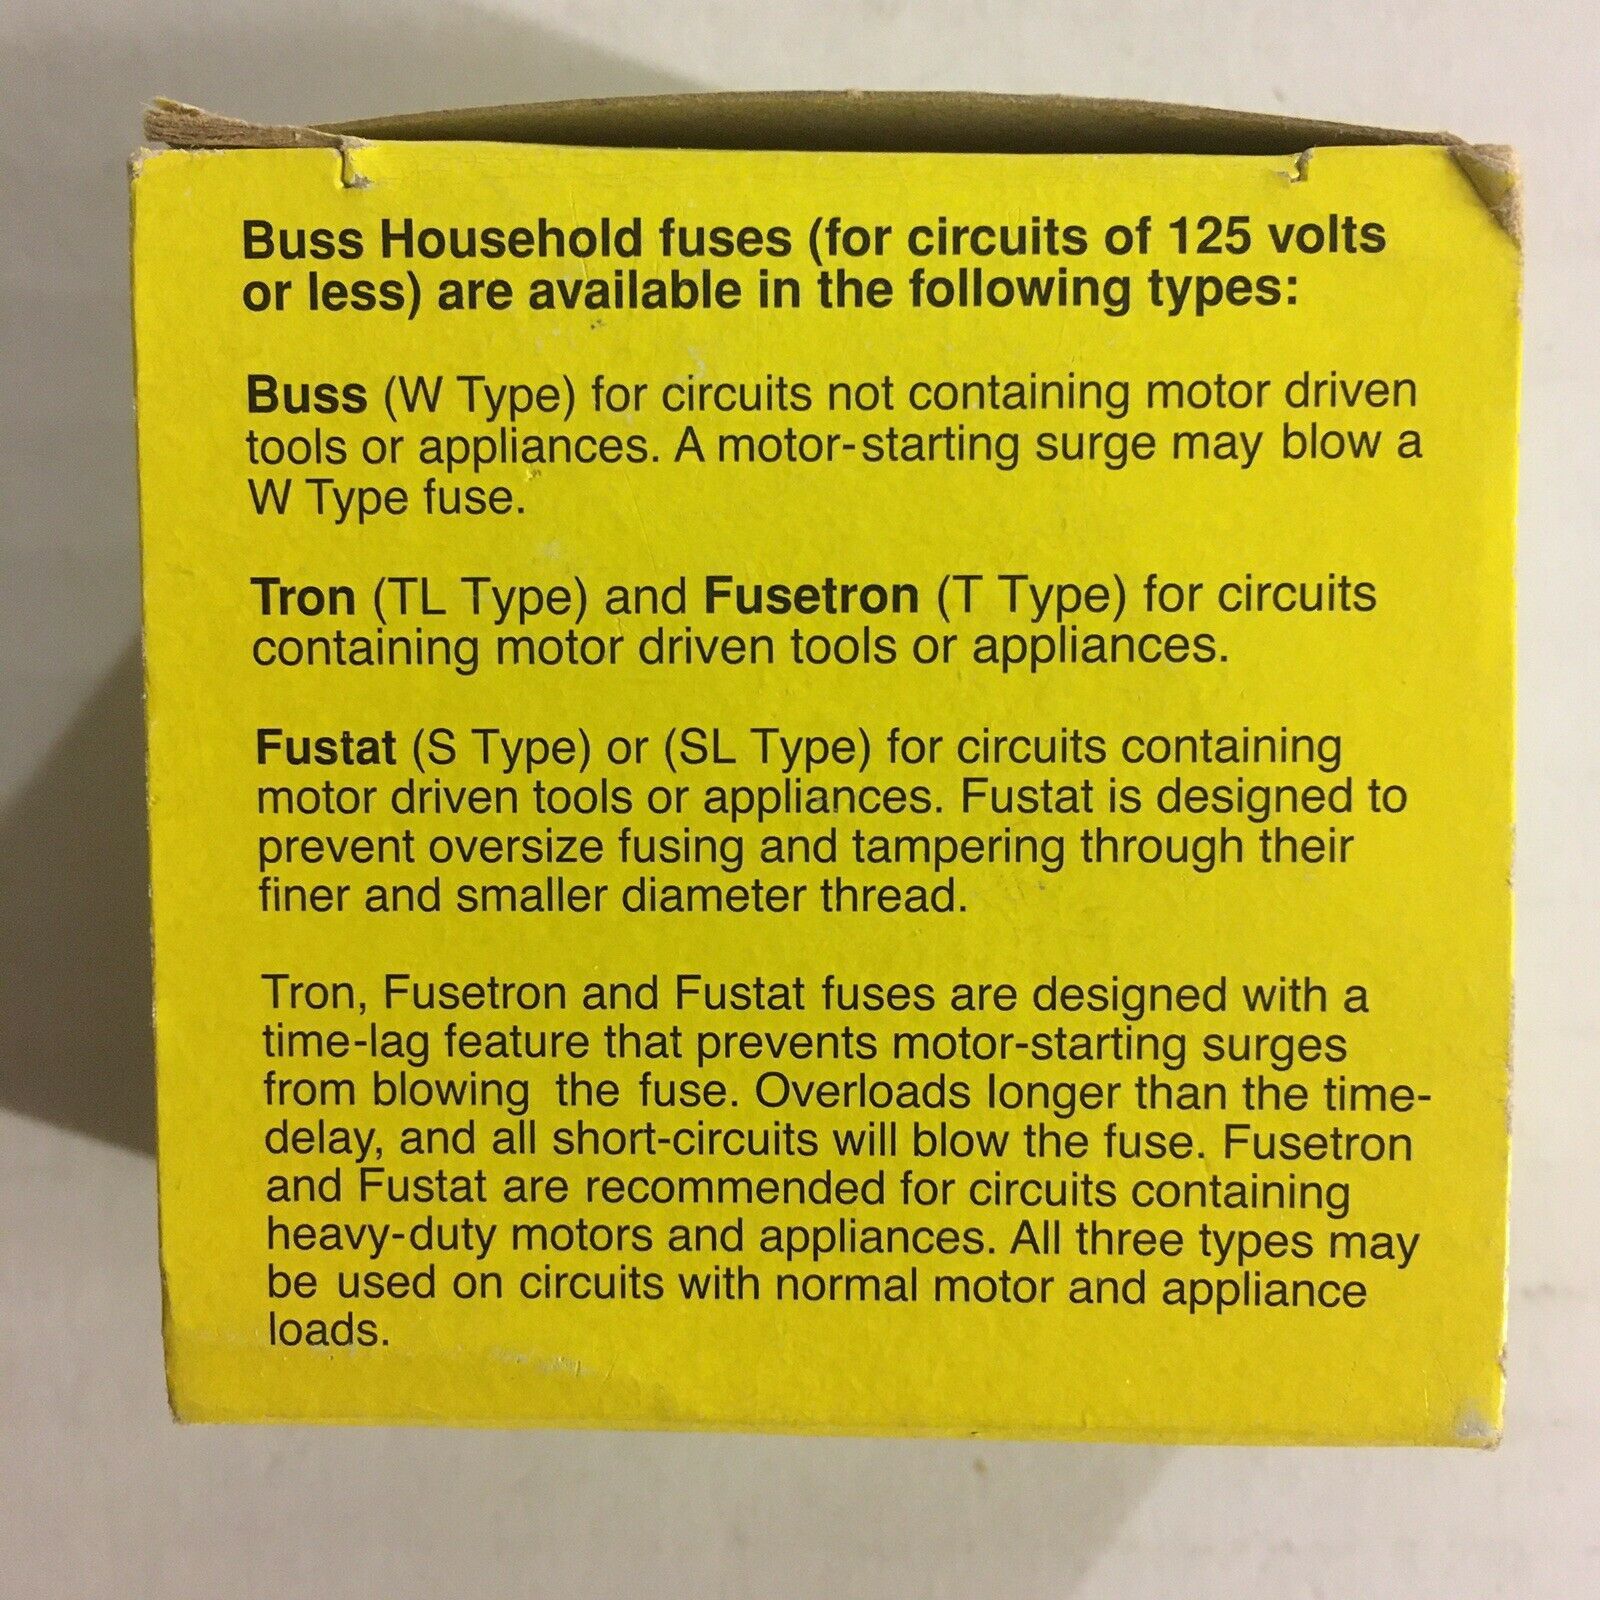 Buss Household fuses (for circuits of 125 volts
or less) are available in the following types:
Buss (W Type) for circuits not containing motor driven
tools or appliances. A motor-starting surge may blow a
W Type fuse.
Tron (TL Type) and Fusetron (T Type) for circuits
containing motor driven tools or appliances.
Fustat (S Type) or (SL Type) for circuits containing
motor driven tools or appliances. Fustat is designed to
prevent oversize fusing and tampering through their
finer and smaller diameter thread.
Tron, Fusetron and Fustat fuses are designed with a
time-lag feature that prevents motor-starting surges
from blowing the fuse. Overloads longer than the time-
delay, and all short-circuits will blow the fuse. Fusetron
and Fustat are recommended for circuits containing
heavy-duty motors and appliances. All three types may
be used on circuits with normal motor and appliance
loads.